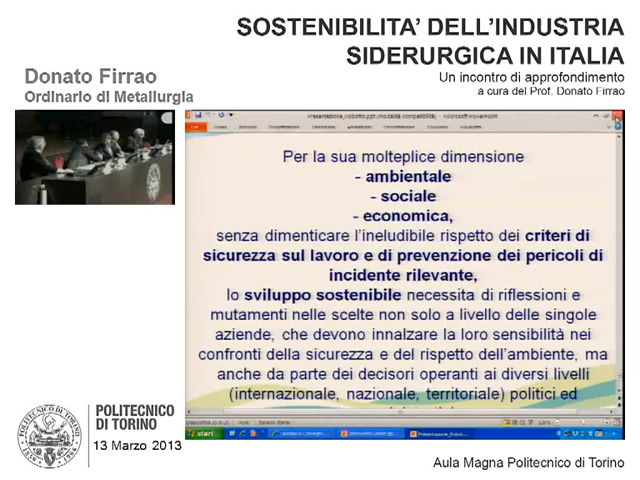 SOSTENIBILITA' DELL'INDUSTRIA
SIDERURGICA IN ITALIA
Un incontro di approfondimento
a cura del Prof. Donato Firrao
Donato Firrao
Ordinario di Metallurgia
Per la sua molteplice dimensione
- ambientale
- sociale
- economica,
senza dimenticare l'ineludibile rispetto dei criteri di
sicurezza sul lavoro e di prevenzione dei pericoli di
incidente rilevante,
lo sviluppo sostenibile necessita di riflessioni e
mutamenti nelle scelte non solo a livello delle singole
aziende, che devono innalzare la loro sensibilità nei
confronti della sicurezza e del rispetto dell'ambiente, ma
anche da parte dei decisori operanti ai diversi livelli
(internazionale, nazionale, territoriale) politici ed
start
POLITECNICO
DI TORINO
13 Marzo 2013
Aula Magna Politecnico di Torino